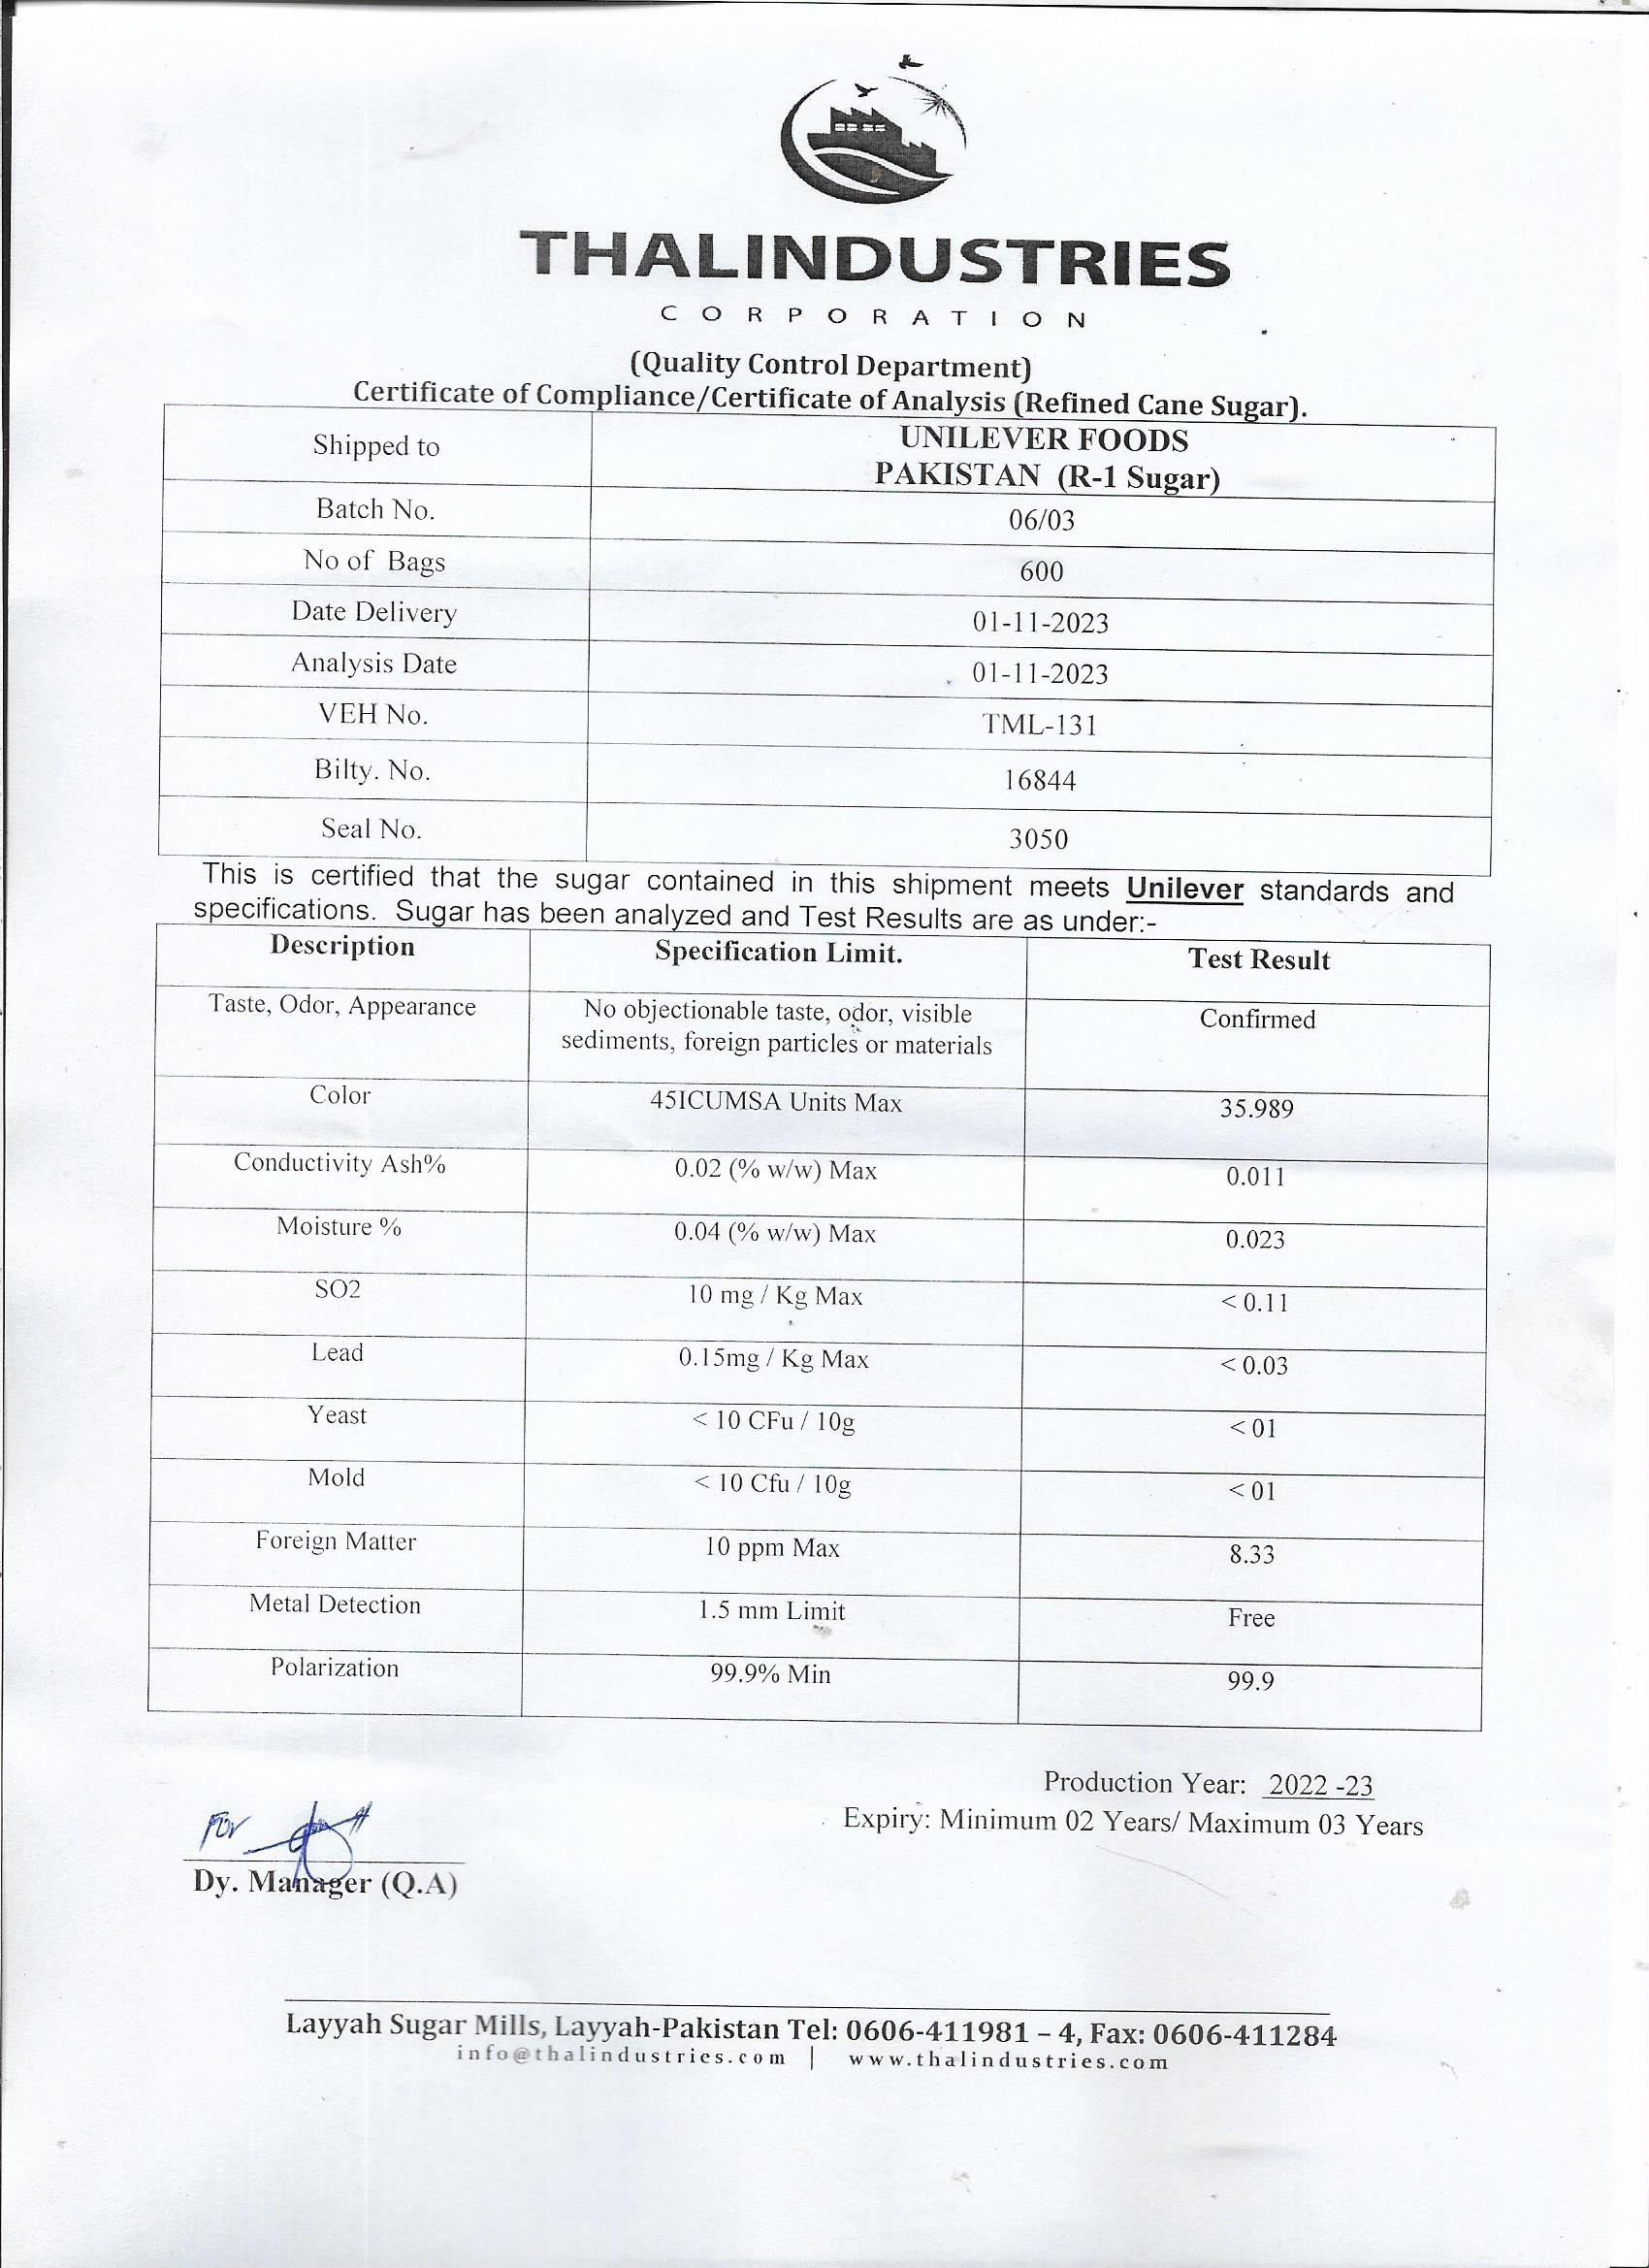 THALINDUSTRIES
CORPORATION
(Quality Control Department)
Certificate of Compliance/Certificate of Analysis (Refined Cane Sugar).
Shipped to UNILEVER FOODS
PAKISTAN (R-1 Sugar)
Batch No. 06/03
No of Bags 600
Date Delivery 01-11-2023
Analysis Date 01-11-2023
VEH No. TML-131
Bilty. No. 16844
Seal No. 3050
This is certified that the sugar contained in this shipment meets Unilever standards and
specifications. Sugar has been analyzed and Test Results are as under:-
Description Specification Limit. Test Result
Taste, Odor, Appearance No objectionable taste, odor, visible Confirmed
sediments, foreign particles or materials
Color 45ICUMSA Units Max 35.989
Conductivity Ash% 0.02 (% w/w) Max 0.011
Moisture % 0.04 (% w/w) Max 0.023
SO2 10 mg / Kg Max < 0.11
Lead 0.15mg / Kg Max < 0.03
Yeast < 10 CFu / 10g < 01
Mold < 10 Cfu / 10g < 01
Foreign Matter 10 ppm Max 8.33
Metal Detection 1.5 mm Limit Free
Polarization 99.9% Min 99.9
Production Year: 2022 -23
Expiry: Minimum 02 Years/ Maximum 03 Years
For
Dy. Manager (Q.A)
Layyah Sugar Mills, Layyah-Pakistan Tel: 0606-411981 – 4, Fax: 0606-411284
info@thalindustries.com | www.thalindustries.com